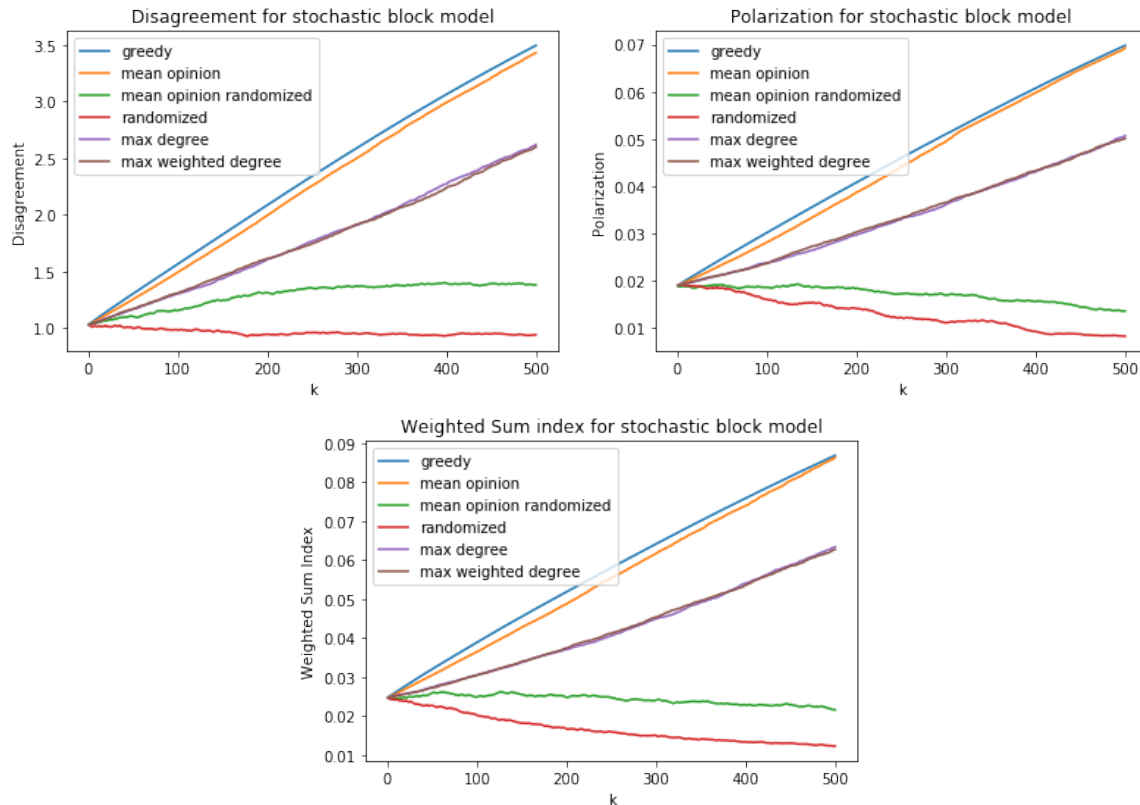 Disagreement for stochastic block model
3.5
3.0
2.5
2.0
1.5
1.0
Disagreement
greedy
mean opinion
mean opinion randomized
randomized
max degree
max weighted degree
0 100 200 300 400 500
k
Polarization for stochastic block model
0.07
0.06
0.05
0.04
0.03
0.02
0.01
Polarization
greedy
mean opinion
mean opinion randomized
randomized
max degree
max weighted degree
0 100 200 300 400 500
k
Weighted Sum index for stochastic block model
0.09
0.08
0.07
0.06
0.05
0.04
0.03
0.02
0.01
Weighted Sum Index
greedy
mean opinion
mean opinion randomized
randomized
max degree
max weighted degree
0 100 200 300 400 500
k